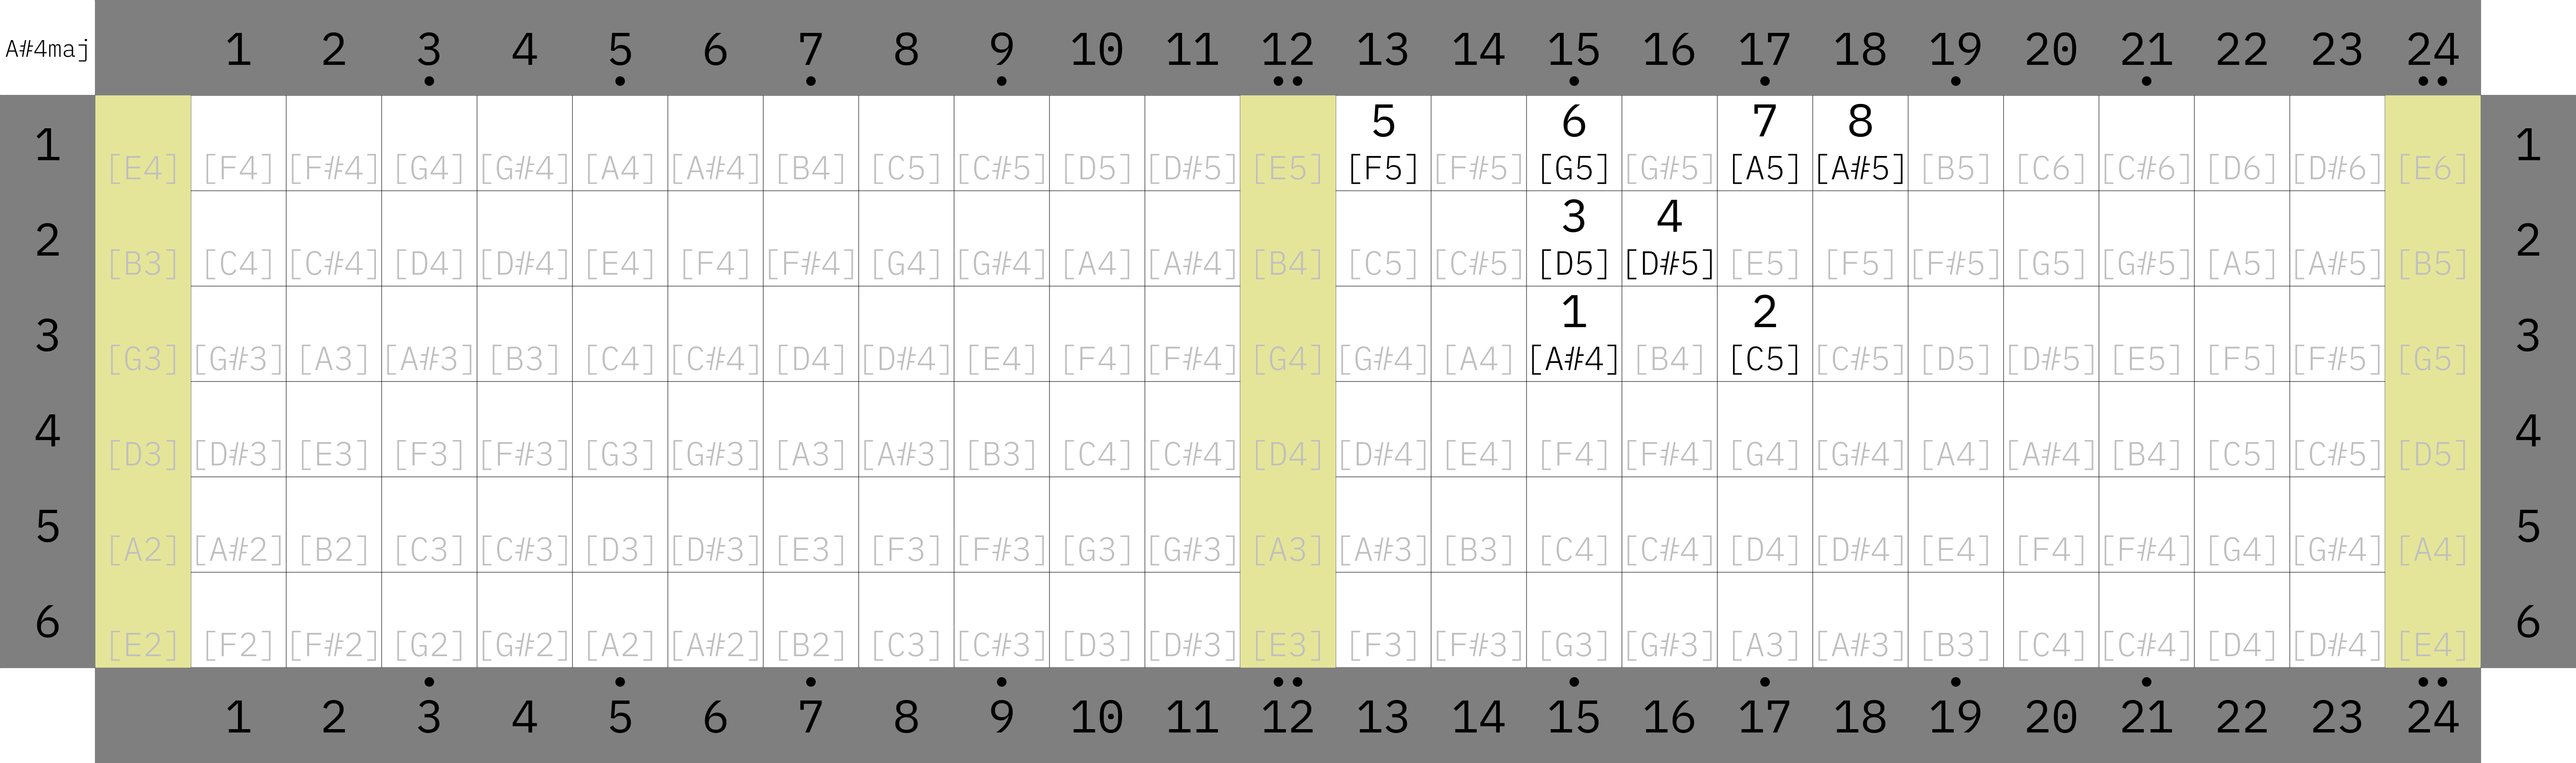 A#4maj 1 2 3 4 5 6 7 8 9 10 11 12 13 14 15 16 17 18 19 20 21 22 23 24
5 6 7 8
1 [E4] [F4] [F#4] [G4] [G#4] [A4] [A#4] [B4] [C5] [C#5] [D5] [D#5] [E5] [F5] [F#5] [G5] [G#5] [A5] [A#5] [B5] [C6] [C#6] [D6] [D#6] [E6] 1
3 4
2 [B3] [C4] [C#4] [D4] [D#4] [E4] [F4] [F#4] [G4] [G#4] [A4] [A#4] [B4] [C5] [C#5] [D5] [D#5] [E5] [F5] [F#5] [G5] [G#5] [A5] [A#5] [B5] 2
1 2
3 [G3] [G#3] [A3] [A#3] [B3] [C4] [C#4] [D4] [D#4] [E4] [F4] [F#4] [G4] [G#4] [A4] [A#4] [B4] [C5] [C#5] [D5] [D#5] [E5] [F5] [F#5] [G5] 3
4 [D3] [D#3] [E3] [F3] [F#3] [G3] [G#3] [A3] [A#3] [B3] [C4] [C#4] [D4] [D#4] [E4] [F4] [F#4] [G4] [G#4] [A4] [A#4] [B4] [C5] [C#5] [D5] 4
5 [A2] [A#2] [B2] [C3] [C#3] [D3] [D#3] [E3] [F3] [F#3] [G3] [G#3] [A3] [A#3] [B3] [C4] [C#4] [D4] [D#4] [E4] [F4] [F#4] [G4] [G#4] [A4] 5
6 [E2] [F2] [F#2] [G2] [G#2] [A2] [A#2] [B2] [C3] [C#3] [D3] [D#3] [E3] [F3] [F#3] [G3] [G#3] [A3] [A#3] [B3] [C4] [C#4] [D4] [D#4] [E4] 6
1 2 3 4 5 6 7 8 9 10 11 12 13 14 15 16 17 18 19 20 21 22 23 24